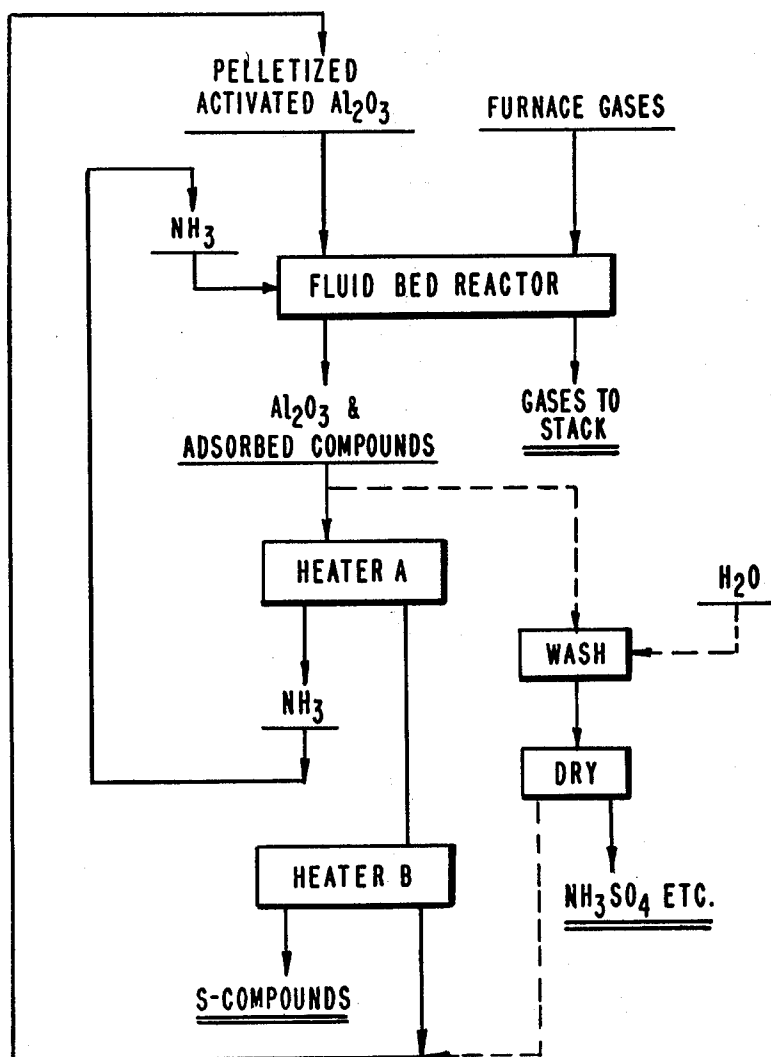 PELLETIZED
ACTIVATED Al₂O₃
FURNACE GASES
NH₃
FLUID BED REACTOR
Al₂O₃ &
ADSORBED COMPOUNDS
GASES TO
STACK
HEATER A
H₂O
WASH
NH₃
DRY
HEATER B
NH₃SO₄ ETC.
S-COMPOUNDS